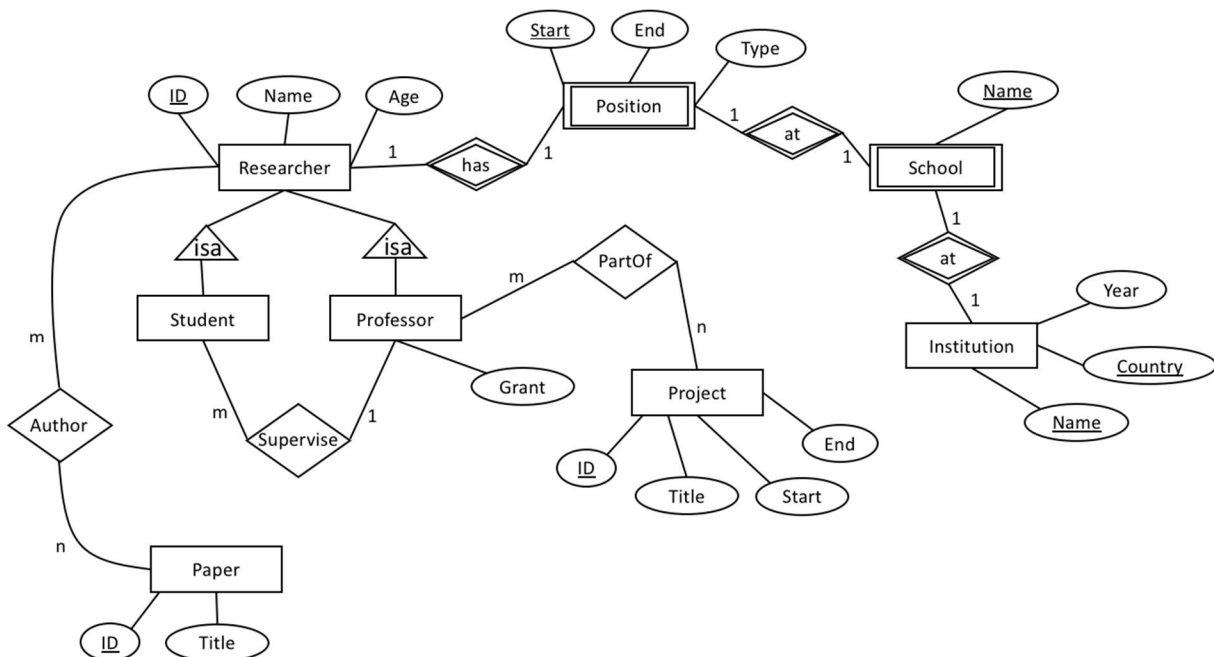 Start
End
Type
ID
Name
Age
Position
Name
1
at
1
Researcher
1
has
1
School
isa
isa
1
PartOf
at
m
1
Year
Student
Professor
n
Institution
Country
m
Grant
Project
Name
m
1
Author
Supervise
End
ID
Title
Start
n
Paper
ID
Title